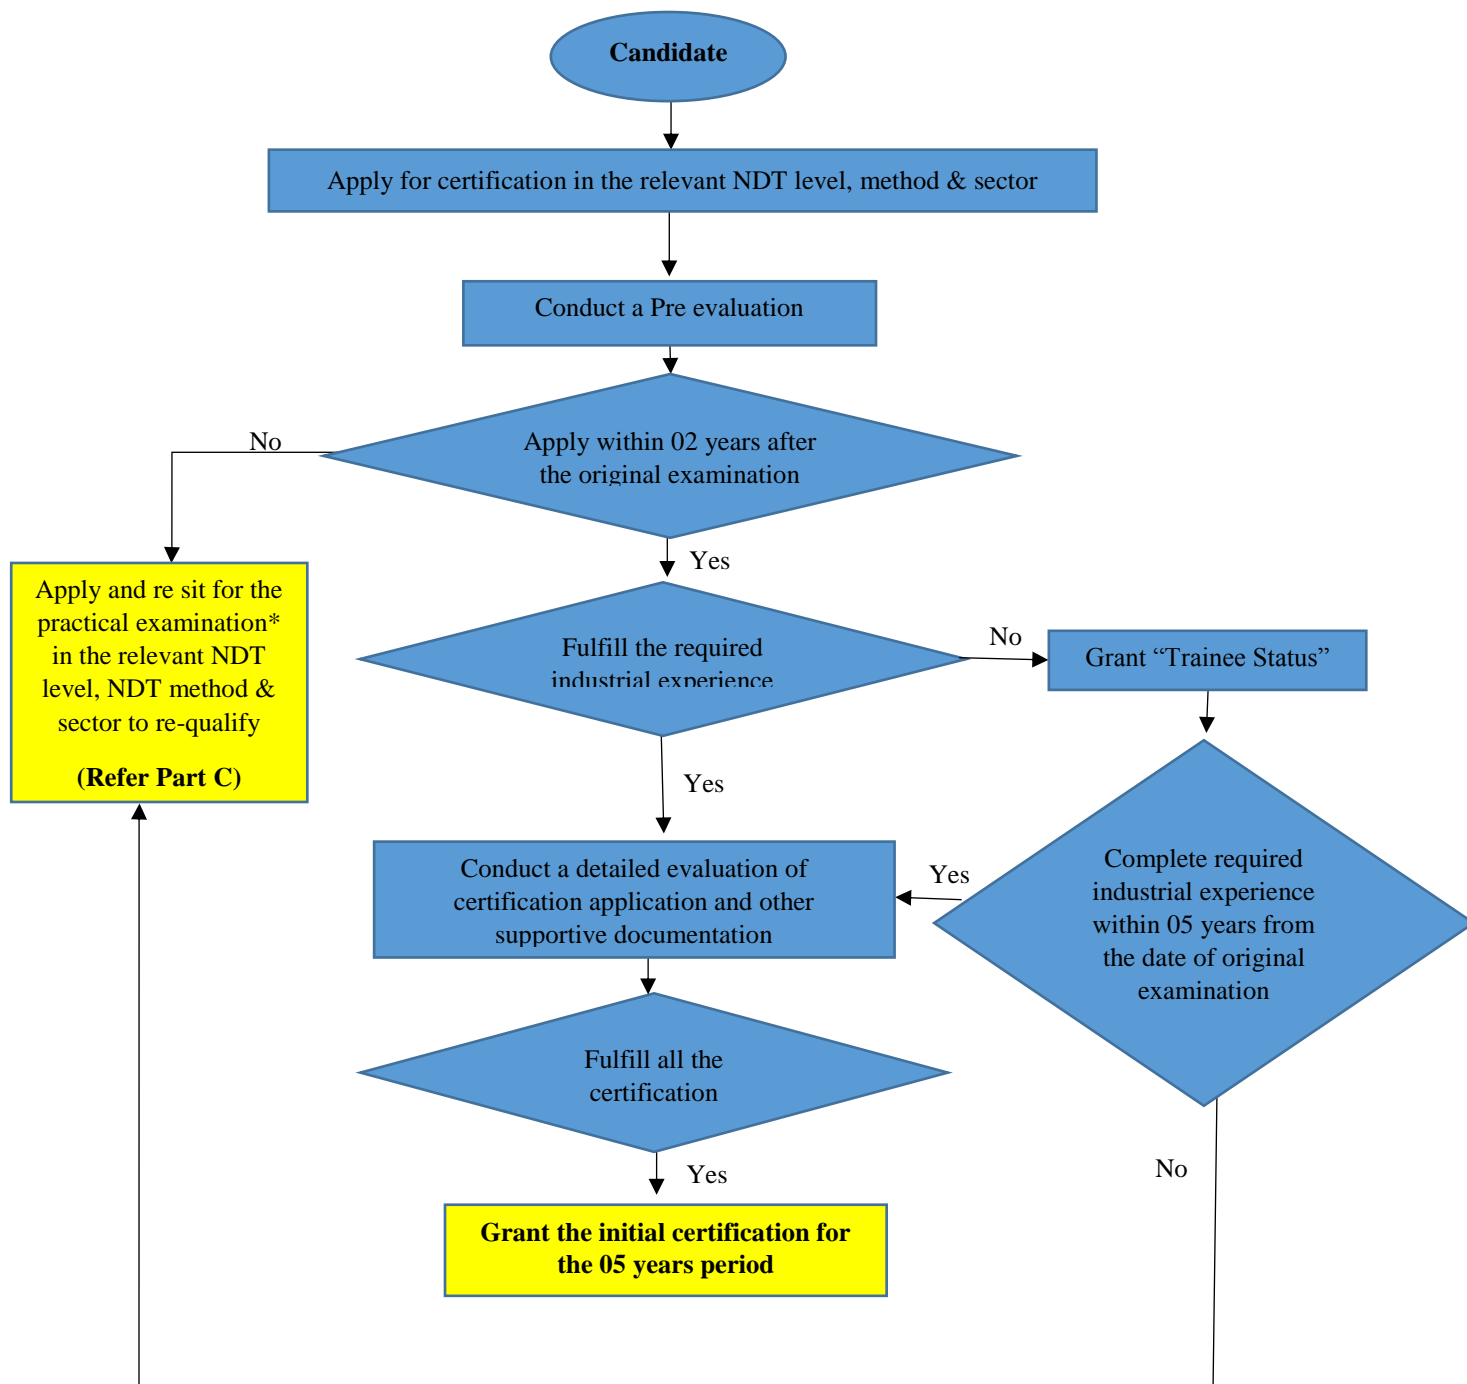 Candidate
Apply for certification in the relevant NDT level, method & sector
Conduct a Pre evaluation
No
Apply within 02 years after
the original examination
Yes
Apply and re sit for the
practical examination*
in the relevant NDT
level, NDT method &
sector to re-qualify
(Refer Part C)
Fulfill the required
industrial experience
No
Grant “Trainee Status”
Yes
Conduct a detailed evaluation of
certification application and other
supportive documentation
Yes
Complete required
industrial experience
within 05 years from
the date of original
examination
Fulfill all the
certification
Yes
No
Grant the initial certification for
the 05 years period